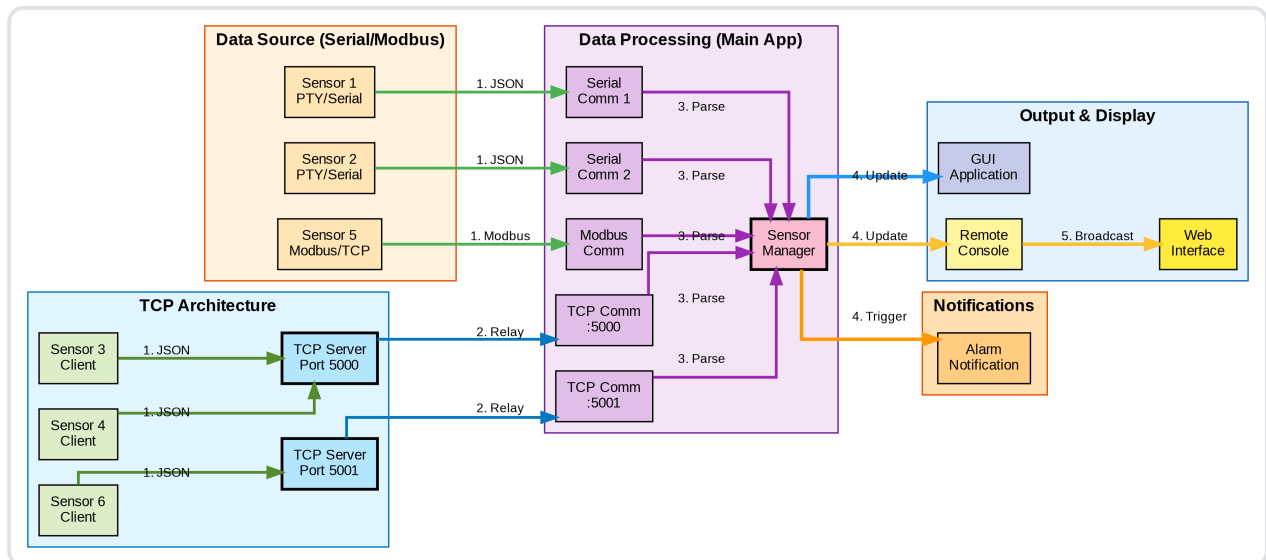 Data Source (Serial/Modbus)
Sensor 1
PTY/Serial
1. JSON
Sensor 2
PTY/Serial
1. JSON
Sensor 5
Modbus/TCP
1. Modbus
TCP Architecture
Sensor 3
Client
1. JSON
TCP Server
Port 5000
2. Relay
Sensor 4
Client
1. JSON
TCP Server
Port 5001
2. Relay
Sensor 6
Client
1. JSON
Data Processing (Main App)
Serial
Comm 1
3. Parse
Serial
Comm 2
3. Parse
Modbus
Comm
3. Parse
Sensor
Manager
TCP Comm
:5000
3. Parse
TCP Comm
:5001
3. Parse
4. Update
4. Update
4. Trigger
Output & Display
GUI
Application
Remote
Console
5. Broadcast
Web
Interface
Notifications
Alarm
Notification